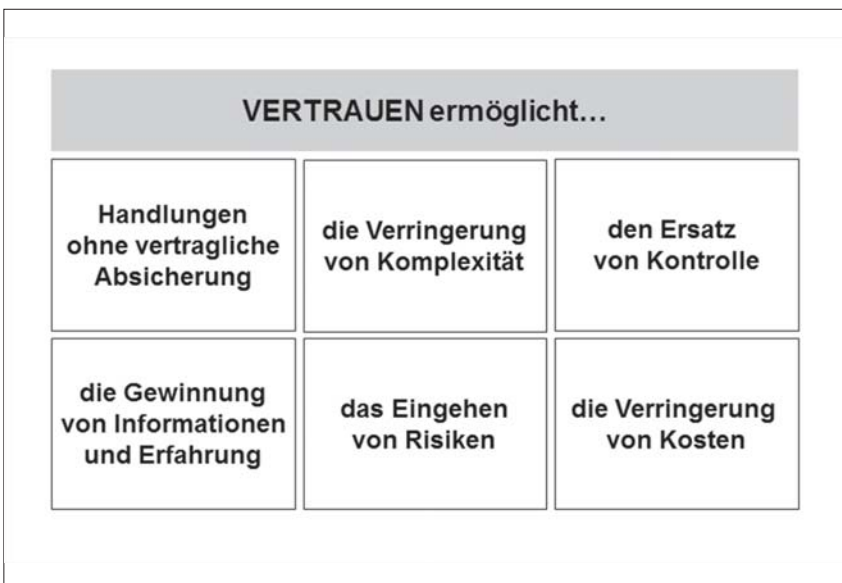 VERTRAUEN ermöglicht...
Handlungen
ohne vertragliche
Absicherung
die Verringerung
von Komplexität
den Ersatz
von Kontrolle
die Gewinnung
von Informationen
und Erfahrung
das Eingehen
von Risiken
die Verringerung
von Kosten